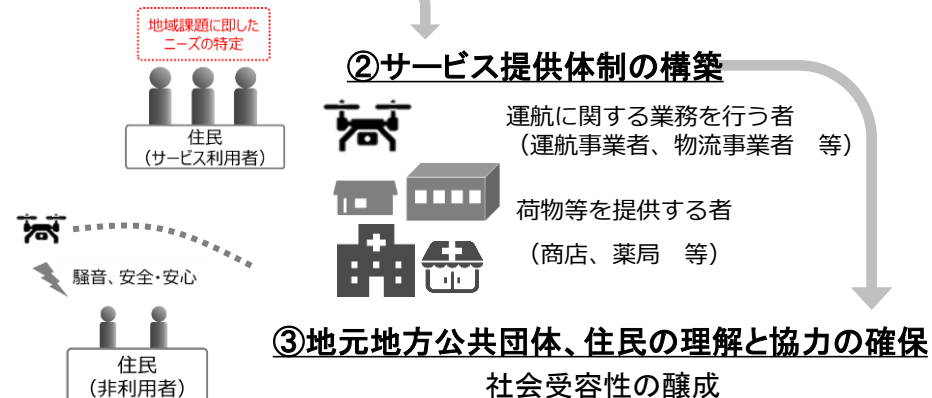 地域課題に即した
ニーズの特定
住民
（サービス利用者）
②サービス提供体制の構築
運航に関する業務を行う者
（運航事業者、物流事業者　等）
荷物等を提供する者
（商店、薬局　等）
騒音、安全・安心
住民
（非利用者）
③地元地方公共団体、住民の理解と協力の確保
社会受容性の醸成